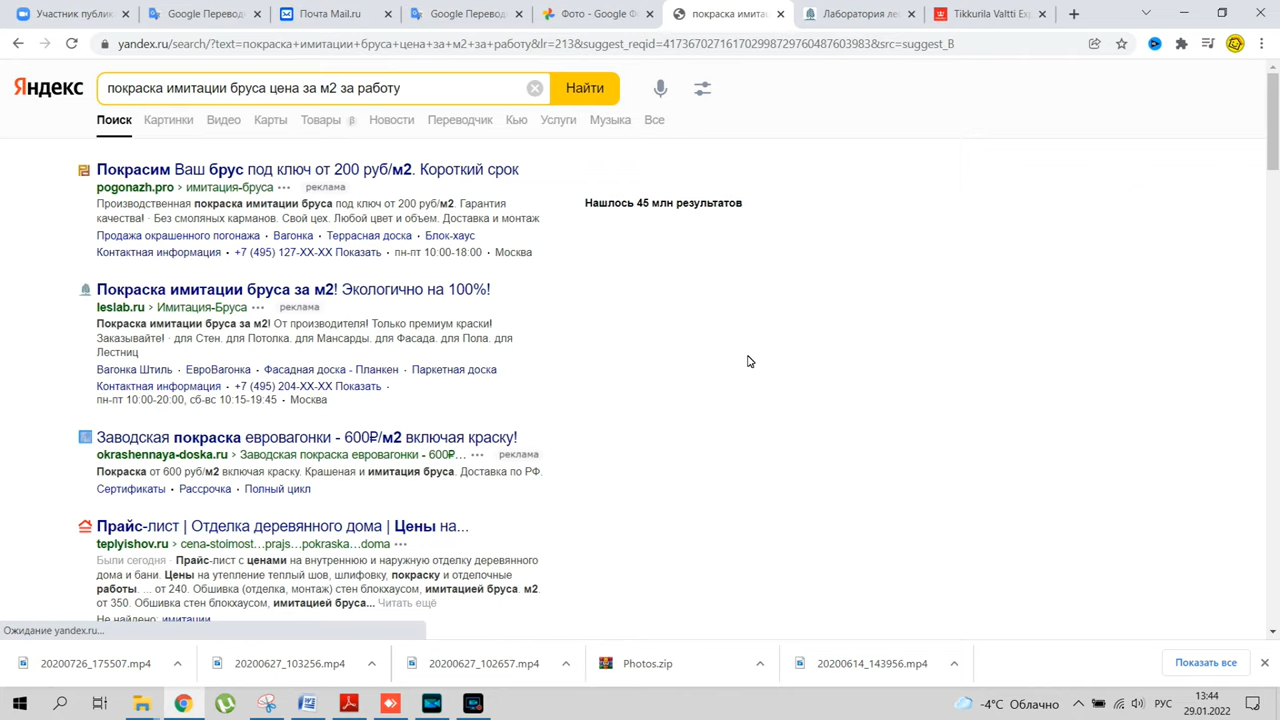 Зум публикаци
Google Перевод
Почта Mail.ru
Google Перевод
Фото - Google Ф
покраска имитаци
Лаборатория лес
Tikkurila Valtti Exp
yandex.ru/search/?text=покраска+имитации+бруса+цена+за+м2+за+работу&lr=213&suggest_reqid=417367027161702998729760487603983&src=suggest_B
Яндекс
покраска имитации бруса цена за м2 за работу
Найти
Поиск Картинки Видео Карты Товары β Новости Переводчик Кью Услуги Музыка Все
Покрасим Ваш брус под ключ от 200 руб/м2. Короткий срок
pogonazh.pro › имитация-бруса ••• реклама
Производственная покраска имитации бруса под ключ от 200 руб/м2. Гарантия
качества! · Без смоляных карманов. Свой цех. Любой цвет и объем. Доставка и монтаж
Продажа окрашенного погонажа • Вагонка • Террасная доска • Блок-хаус
Контактная информация • +7 (495) 127-XX-XX Показать • пн-пт 10:00-18:00 • Москва
Нашлось 45 млн результатов
Покраска имитации бруса за м2! Экологично на 100%!
leslab.ru › Имитация-Бруса ••• реклама
Покраска имитации бруса за м2! От производителя! Только премиум краски!
Заказывайте! · для Стен. для Потолка. для Мансарды. для Фасада. для Пола. для
Лестниц
Вагонка Штиль • ЕвроВагонка • Фасадная доска - Планкен • Паркетная доска
Контактная информация • +7 (495) 204-XX-XX Показать •
пн-пт 10:00-20:00, сб-вс 10:15-19:45 • Москва
Заводская покраска евровагонки - 600₽/м2 включая краску!
okrashennaya-doska.ru › Заводская покраска евровагонки - 600₽... ••• реклама
Покраска от 600 руб/м2 включая краску. Крашеная и имитация бруса. Доставка по РФ.
Сертификаты • Рассрочка • Полный цикл
Прайс-лист | Отделка деревянного дома | Цены на...
teplyishov.ru › cena-stoimost…prajs…pokraska…doma •••
Были сегодня · Прайс-лист с ценами на внутреннюю и наружную отделку деревянного
дома и бани. Цены на утепление теплый шов, шлифовку, покраску и отделочные
работы. ... от 240. Обшивка (отделка, монтаж) стен блокхаусом, имитацией бруса. м2.
от 350. Обшивка стен блокхаусом, имитацией бруса... Читать ещё
Не найдено: имитации
Ожидание yandex.ru...
20200726_175507.mp4
20200627_103256.mp4
20200627_102657.mp4
Photos.zip
20200614_143956.mp4
Показать все
-4°C Облачно
РУС
13:44
29.01.2022